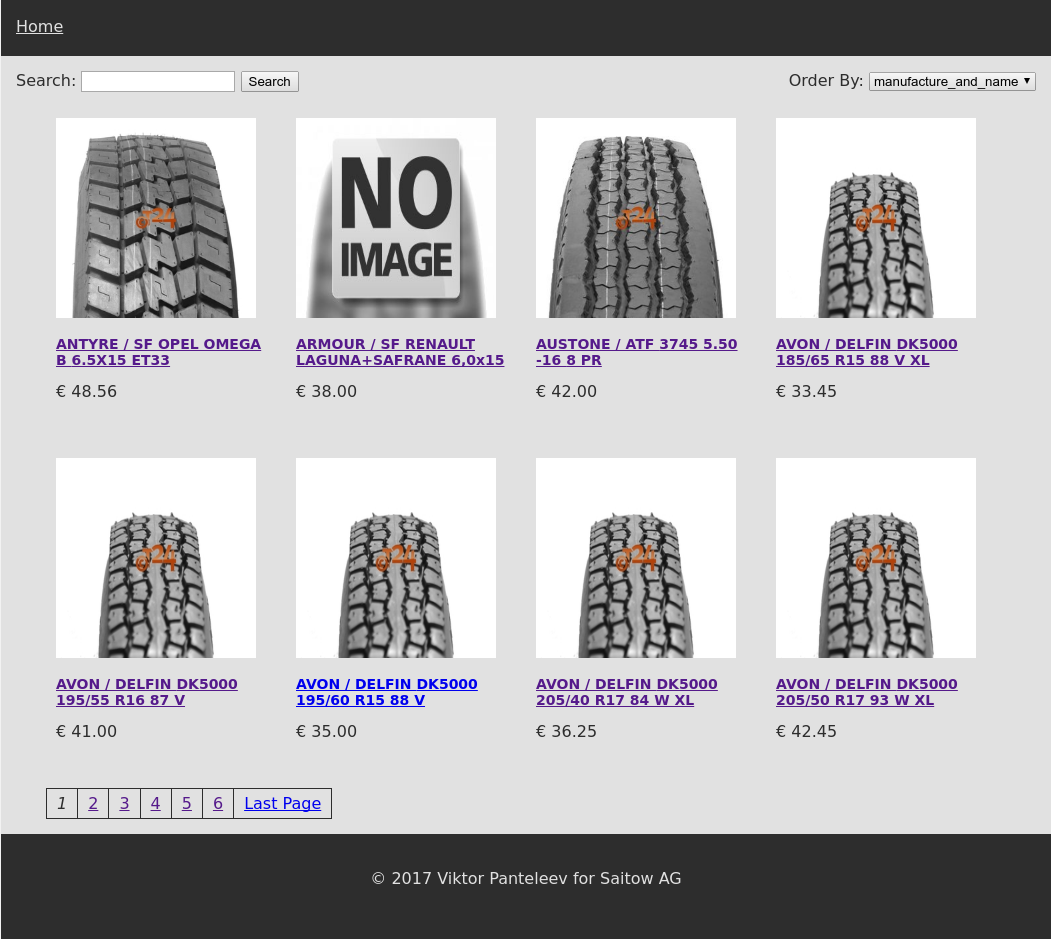 Home
Search: Search Order By: manufacture_and_name
NO
IMAGE
ANTYRE / SF OPEL OMEGA
B 6.5X15 ET33
€ 48.56
ARMOUR / SF RENAULT
LAGUNA+SAFRANE 6,0x15
€ 38.00
AUSTONE / ATF 3745 5.50
-16 8 PR
€ 42.00
AVON / DELFIN DK5000
185/65 R15 88 V XL
€ 33.45
AVON / DELFIN DK5000
195/55 R16 87 V
€ 41.00
AVON / DELFIN DK5000
195/60 R15 88 V
€ 35.00
AVON / DELFIN DK5000
205/40 R17 84 W XL
€ 36.25
AVON / DELFIN DK5000
205/50 R17 93 W XL
€ 42.45
1 2 3 4 5 6 Last Page
© 2017 Viktor Panteleev for Saitow AG